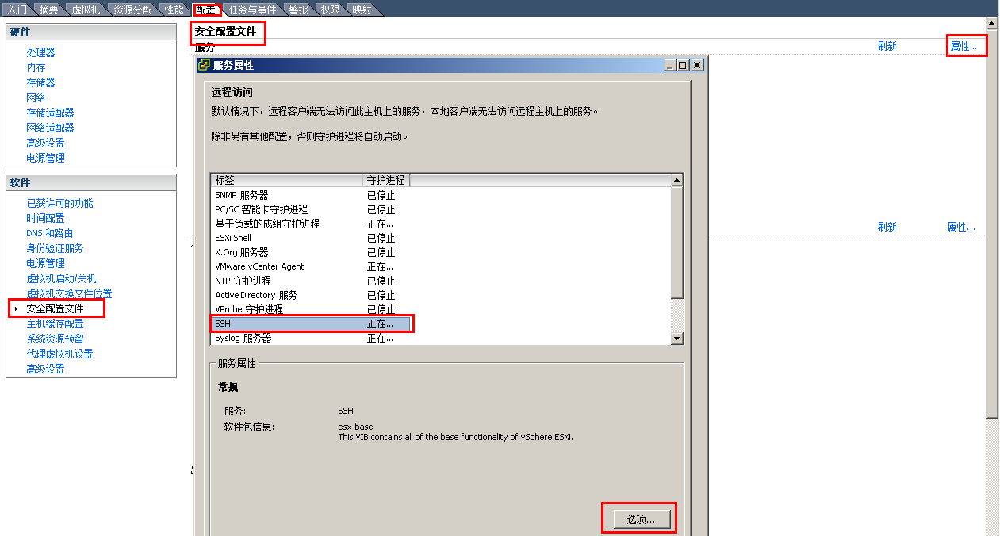 入门 摘要 虚拟机 资源分配 性能 配置 任务与事件 警报 权限 映射
硬件
处理器
内存
存储器
网络
存储适配器
网络适配器
高级设置
电源管理
软件
已获许可的功能
时间配置
DNS 和路由
身份验证服务
电源管理
虚拟机启动/关机
虚拟机交换文件位置
安全配置文件
主机缓存配置
系统资源预留
代理虚拟机设置
高级设置
安全配置文件
服务 刷新 属性...
刷新 属性...
服务属性
远程访问
默认情况下，远程客户端无法访问此主机上的服务，本地客户端无法访问远程主机上的服务。
除非另有其他配置，否则守护进程将自动启动。
标签 守护进程
SNMP 服务器 已停止
PC/SC 智能卡守护进程 已停止
基于负载的成组守护进程 正在...
ESXi Shell 已停止
X.Org 服务器 已停止
VMware vCenter Agent 正在...
NTP 守护进程 已停止
Active Directory 服务 已停止
VProbe 守护进程 已停止
SSH 正在...
Syslog 服务器 正在...
服务属性
常规
服务: SSH
软件包信息: esx-base
This VIB contains all of the base functionality of vSphere ESXi.
选项...